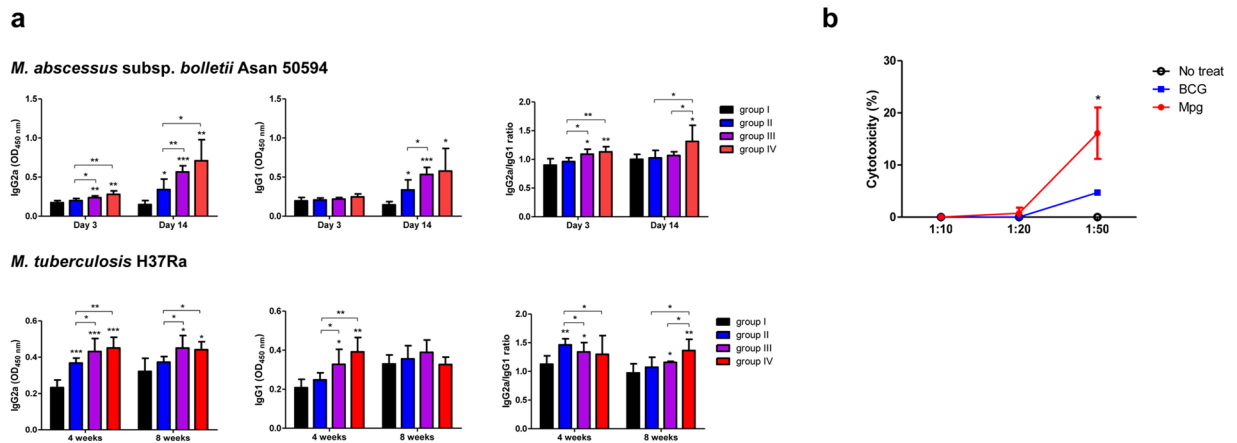 a
b
M. abscessus subsp. bolletii Asan 50594
IgG2a (OD450 nm)
1.5
1.0
0.5
0.0
* ** ** ** * ** * *** **
Day 3
Day 14
IgG1 (OD450 nm)
1.5
1.0
0.5
0.0
* * *** *
Day 3
Day 14
IgG2a/IgG1 ratio
2.0
1.5
1.0
0.5
0.0
** * * ** * * *
Day 3
Day 14
group I
group II
group III
group IV
Cytotoxicity (%)
30
20
10
0
*
1:10
1:20
1:50
No treat
BCG
Mpg
M. tuberculosis H37Ra
IgG2a (OD450 nm)
0.6
0.4
0.2
0.0
** * *** *** *** * * * *
4 weeks
8 weeks
IgG1 (OD450 nm)
0.6
0.4
0.2
0.0
** * * **
4 weeks
8 weeks
IgG2a/IgG1 ratio
2.0
1.5
1.0
0.5
0.0
* * ** * * * * **
4 weeks
8 weeks
group I
group II
group III
group IV